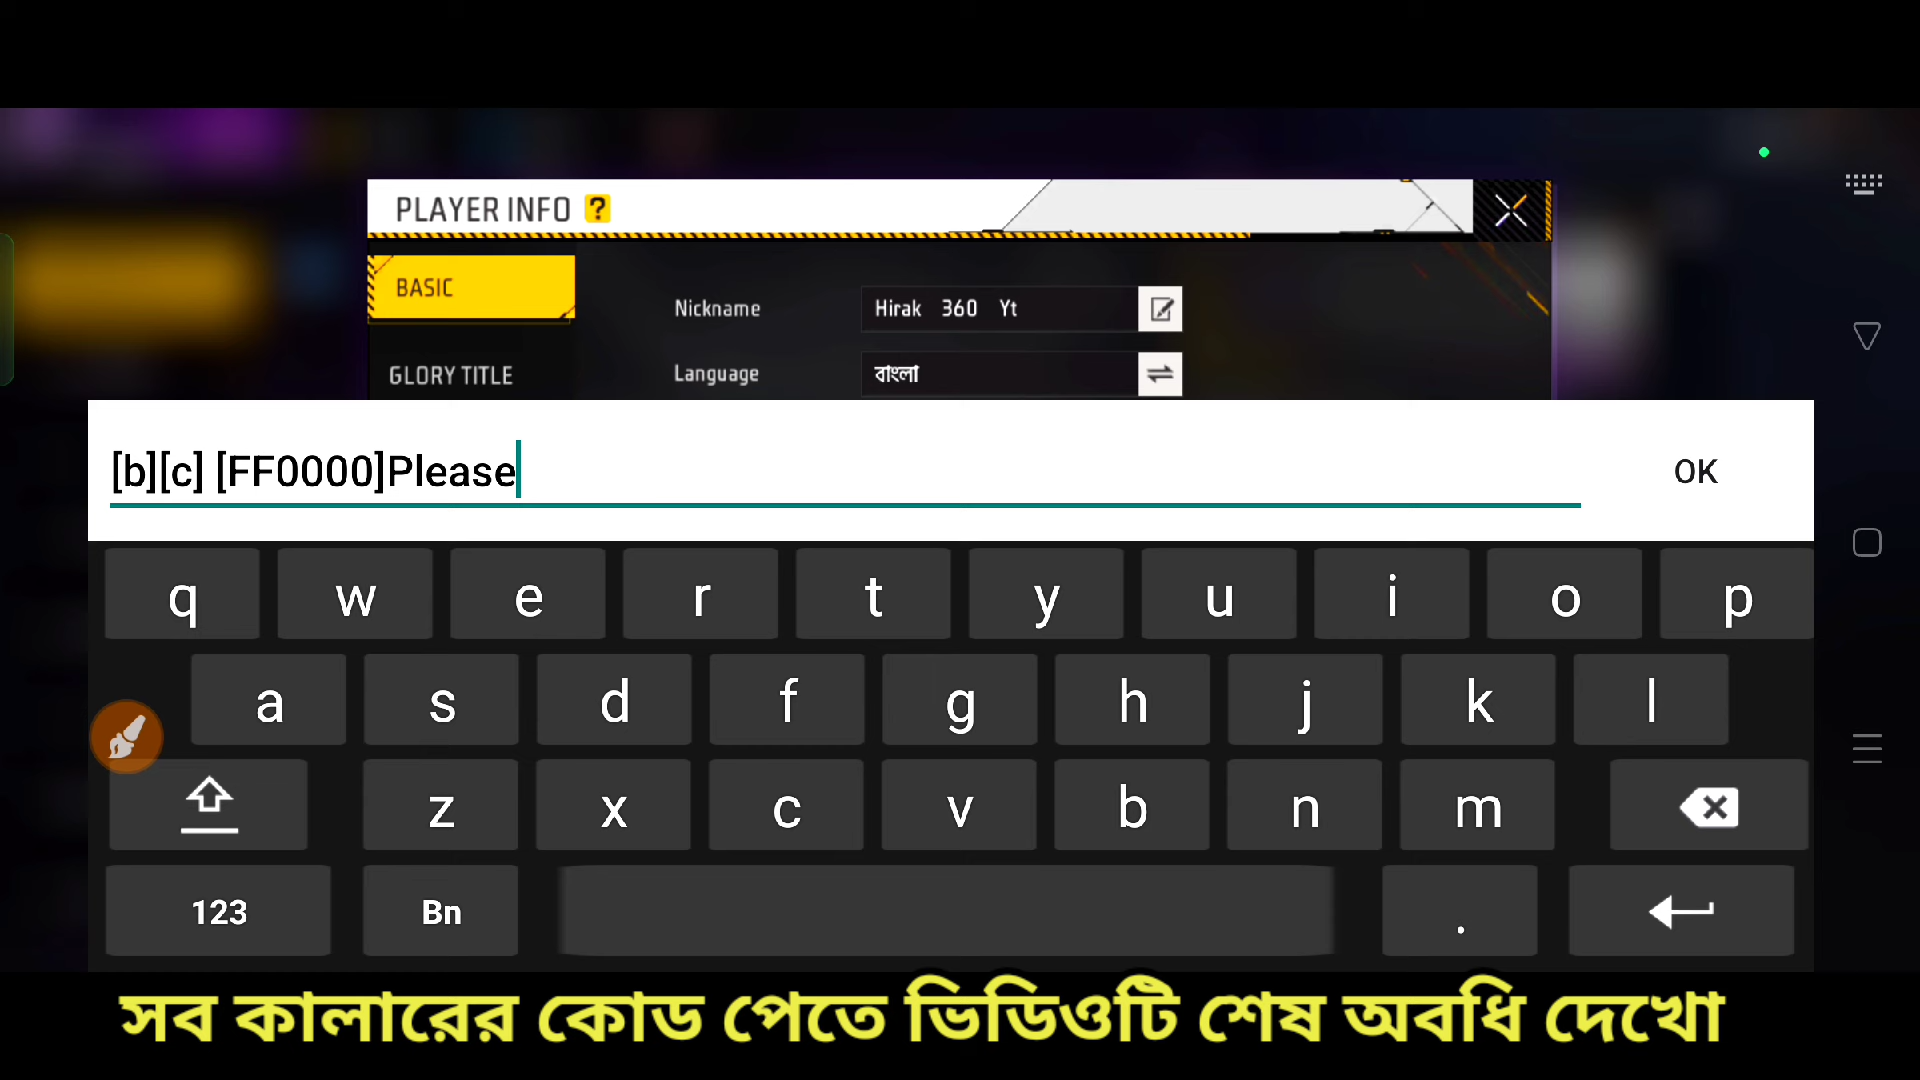 PLAYER INFO ?
BASIC
Nickname Hirak 360 Yt
GLORY TITLE
Language বাংলা
[b][c] [FF0000]Please OK
q w e r t y u i o p
a s d f g h j k l
z x c v b n m
123 Bn .
সব কালারের কোড পেতে ভিডিওটি শেষ অবধি দেখো